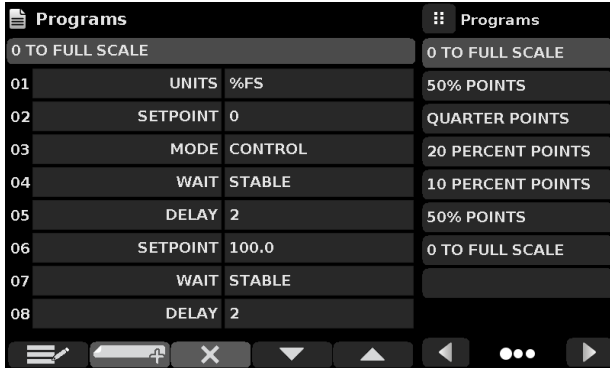 Programs
0 TO FULL SCALE
01 UNITS %FS
02 SETPOINT 0
03 MODE CONTROL
04 WAIT STABLE
05 DELAY 2
06 SETPOINT 100.0
07 WAIT STABLE
08 DELAY 2
Programs
0 TO FULL SCALE
50% POINTS
QUARTER POINTS
20 PERCENT POINTS
10 PERCENT POINTS
50% POINTS
0 TO FULL SCALE